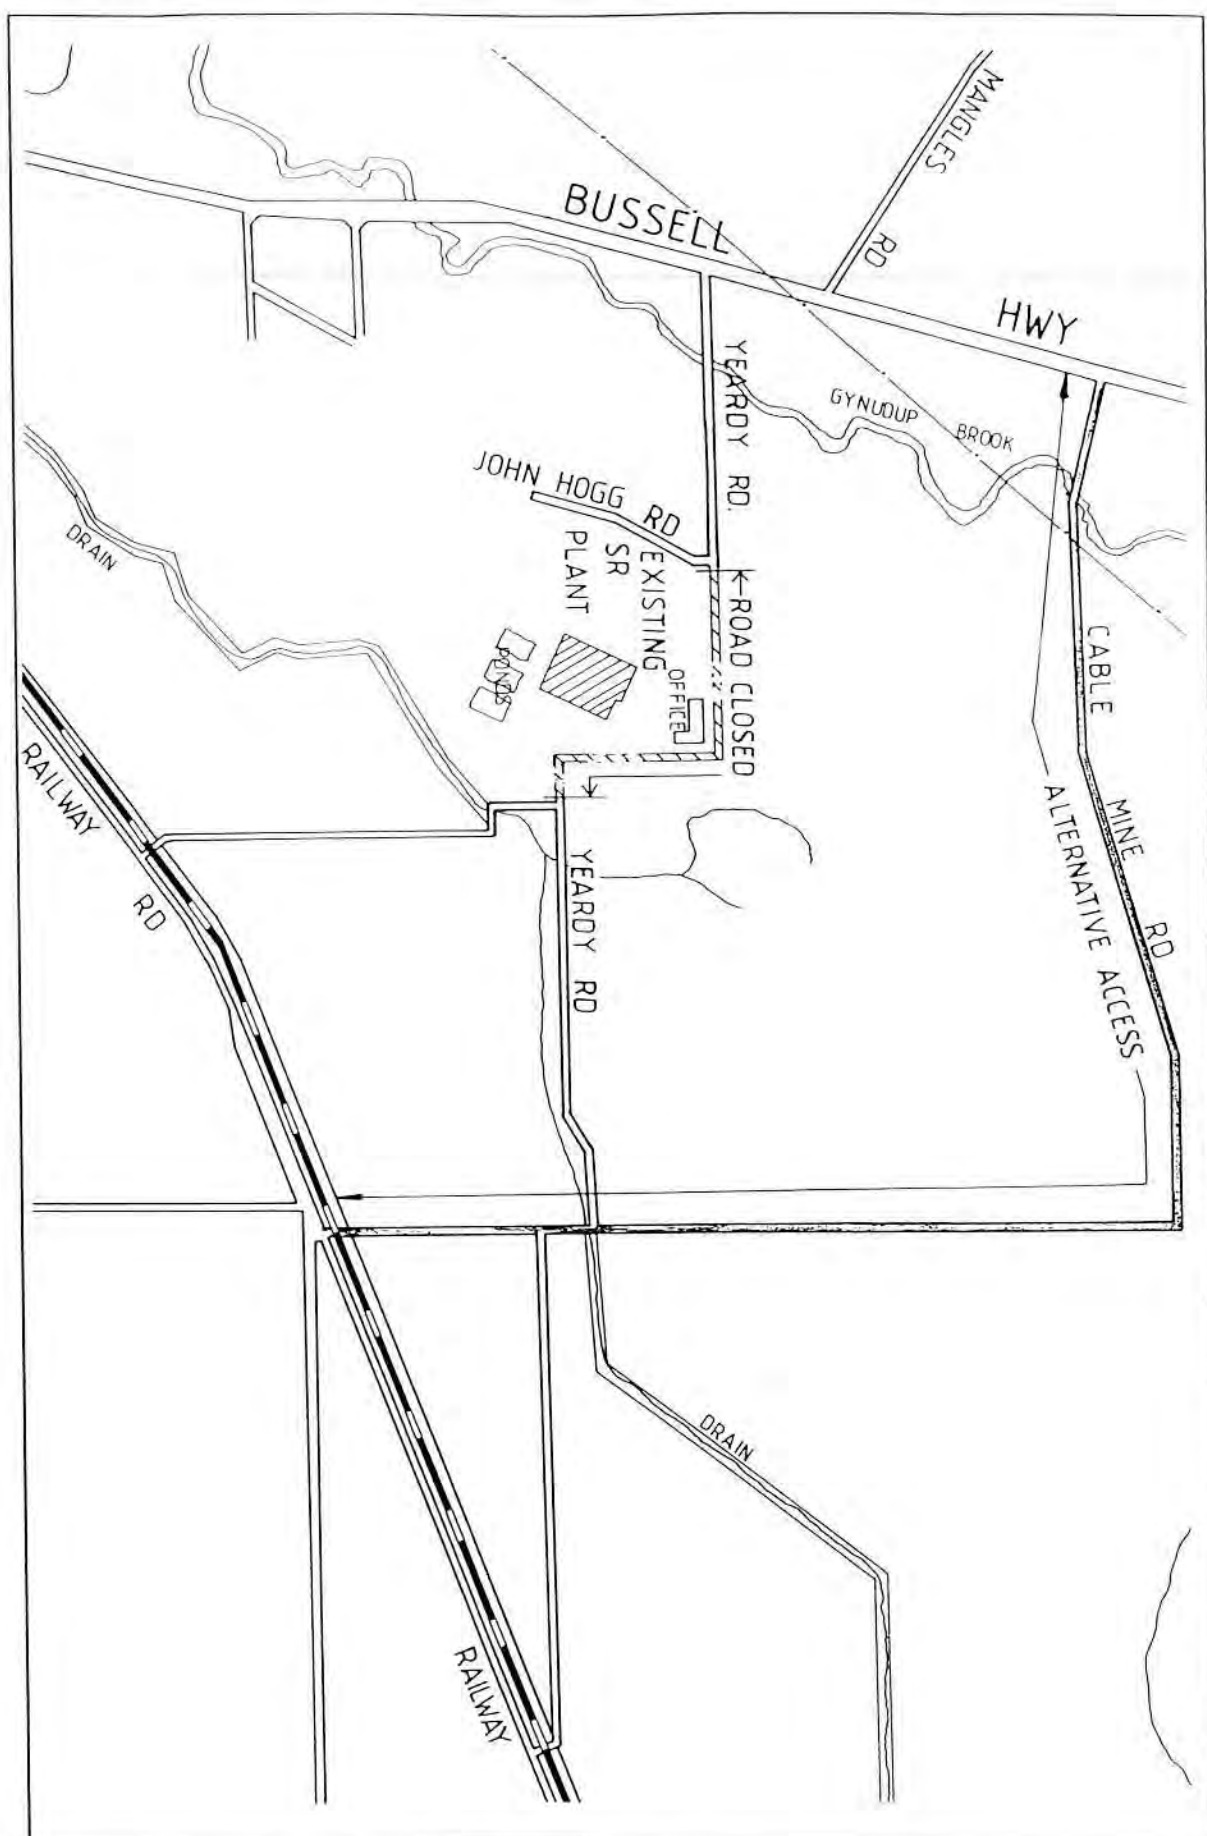 MANGLES
RD
BUSSELL
HWY
YEARDY RD.
GYNUDUP BROOK
JOHN HOGG RD
EXISTING
SR
PLANT
OFFICE
PONDS
ROAD CLOSED
CABLE
MINE
RD
ALTERNATIVE ACCESS
DRAIN
RAILWAY
RD
YEARDY RD
DRAIN
RAILWAY